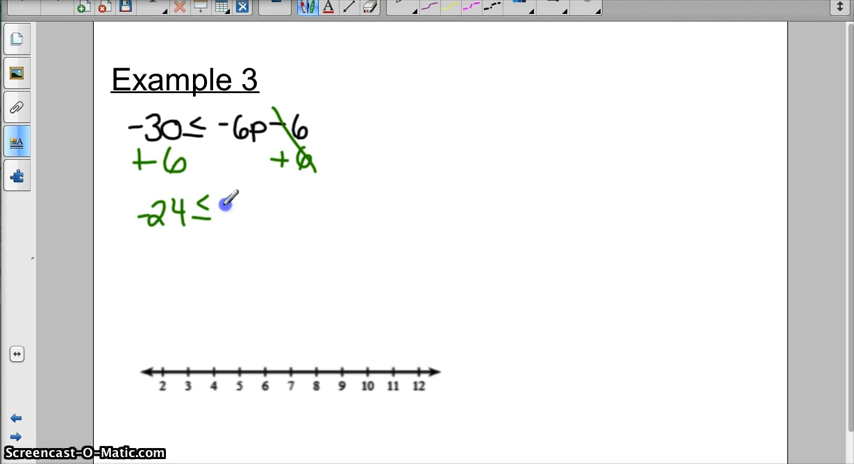 Example 3
-30 ≤ -6p - 6
+6 +6
-24 ≤
2 3 4 5 6 7 8 9 10 11 12
Screencast-O-Matic.com